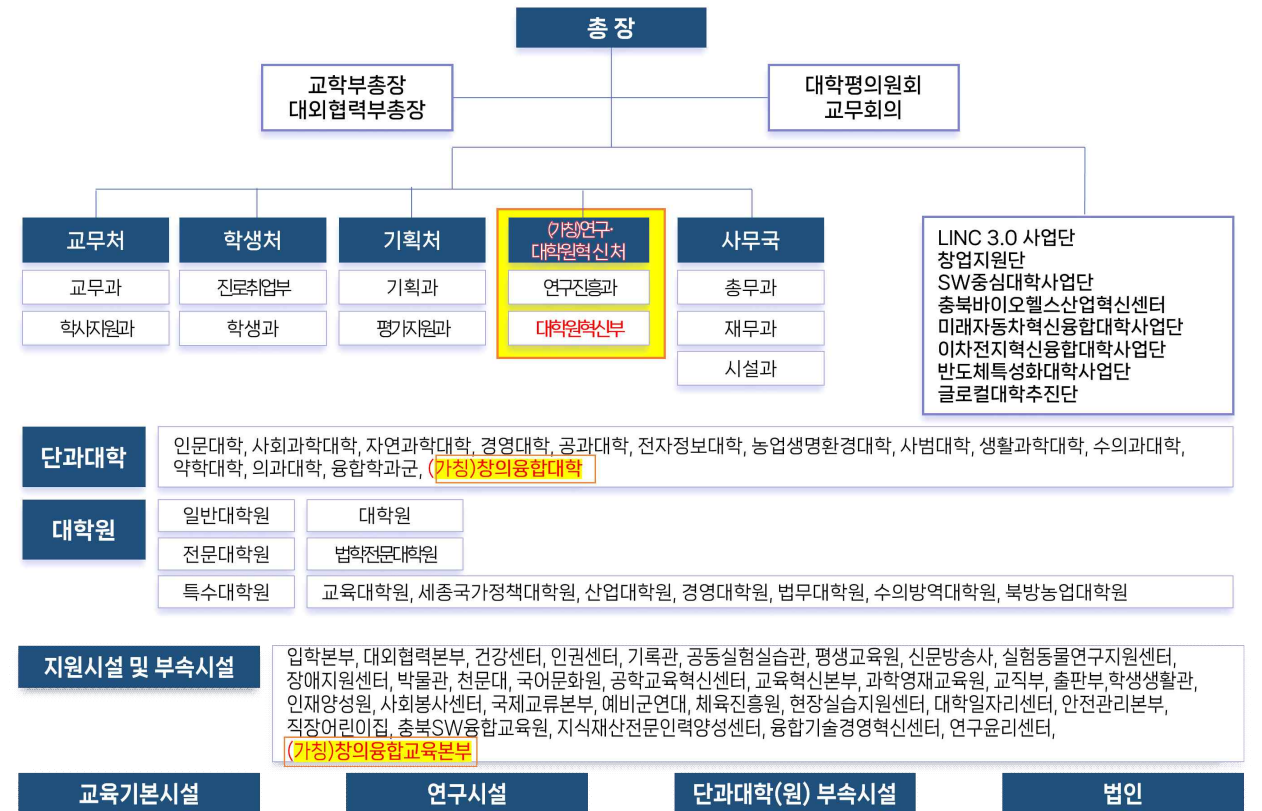 총 장
교학부총장
대외협력부총장
대학평의원회
교무회의
교무처
교무과
학사지원과
학생처
진로취업부
학생과
기획처
기획과
평가지원과
(가칭)연구·
대학원혁신처
연구진흥과
대학원혁신부
사무국
총무과
재무과
시설과
LINC 3.0 사업단
창업지원단
SW중심대학사업단
충북바이오헬스산업혁신센터
미래자동차혁신융합대학사업단
이차전지혁신융합대학사업단
반도체특성화대학사업단
글로컬대학추진단
단과대학
인문대학, 사회과학대학, 자연과학대학, 경영대학, 공과대학, 전자정보대학, 농업생명환경대학, 사범대학, 생활과학대학, 수의과대학,
약학대학, 의과대학, 융합학과군, (가칭)창의융합대학
대학원
일반대학원
대학원
전문대학원
법학전문대학원
특수대학원
교육대학원, 세종국가정책대학원, 산업대학원, 경영대학원, 법무대학원, 수의방역대학원, 북방농업대학원
지원시설 및 부속시설
입학본부, 대외협력본부, 건강센터, 인권센터, 기록관, 공동실험실습관, 평생교육원, 신문방송사, 실험동물연구지원센터,
장애지원센터, 박물관, 천문대, 국어문화원, 공학교육혁신센터, 교육혁신본부, 과학영재교육원, 교직부, 출판부, 학생생활관,
인재양성원, 사회봉사센터, 국제교류본부, 예비군연대, 체육진흥원, 현장실습지원센터, 대학일자리센터, 안전관리본부,
직장어린이집, 충북SW융합교육원, 지식재산전문인력양성센터, 융합기술경영혁신센터, 연구윤리센터,
(가칭)창의융합교육본부
교육기본시설
연구시설
단과대학(원) 부속시설
법인